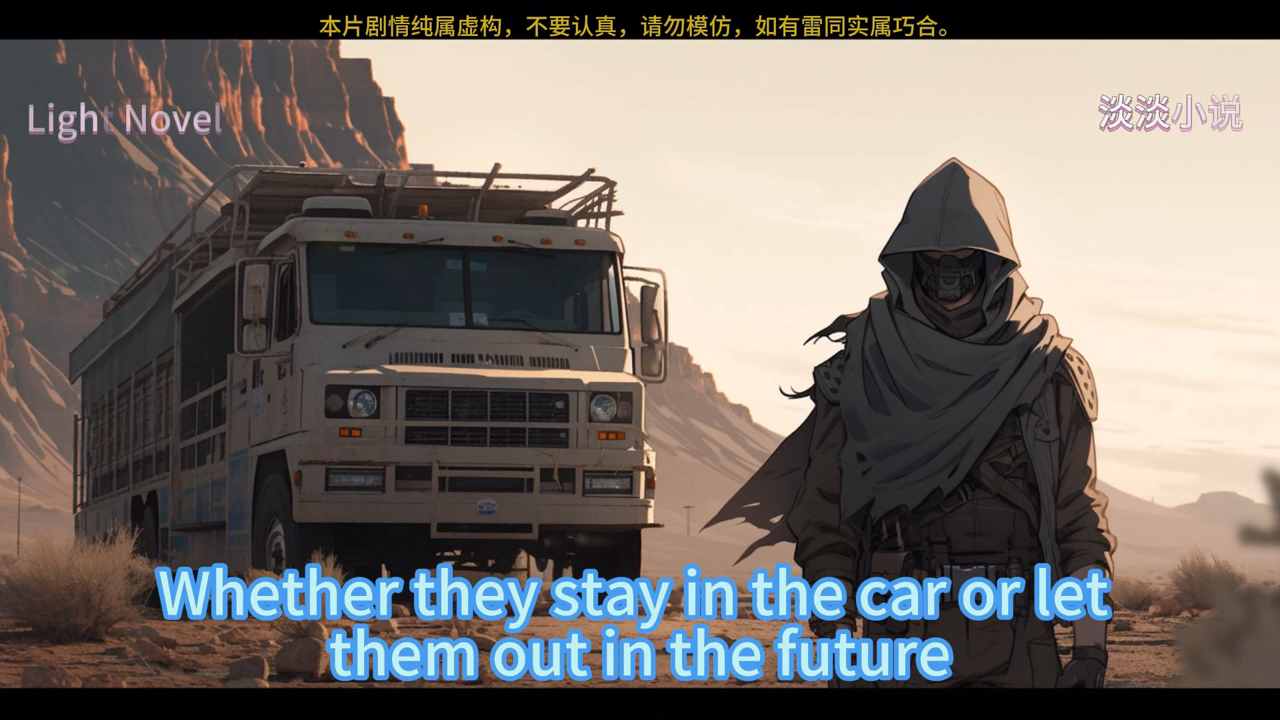 本片剧情纯属虚构，不要认真，请勿模仿，如有雷同实属巧合。
Light Novel
淡淡小说
Whether they stay in the car or let
them out in the future